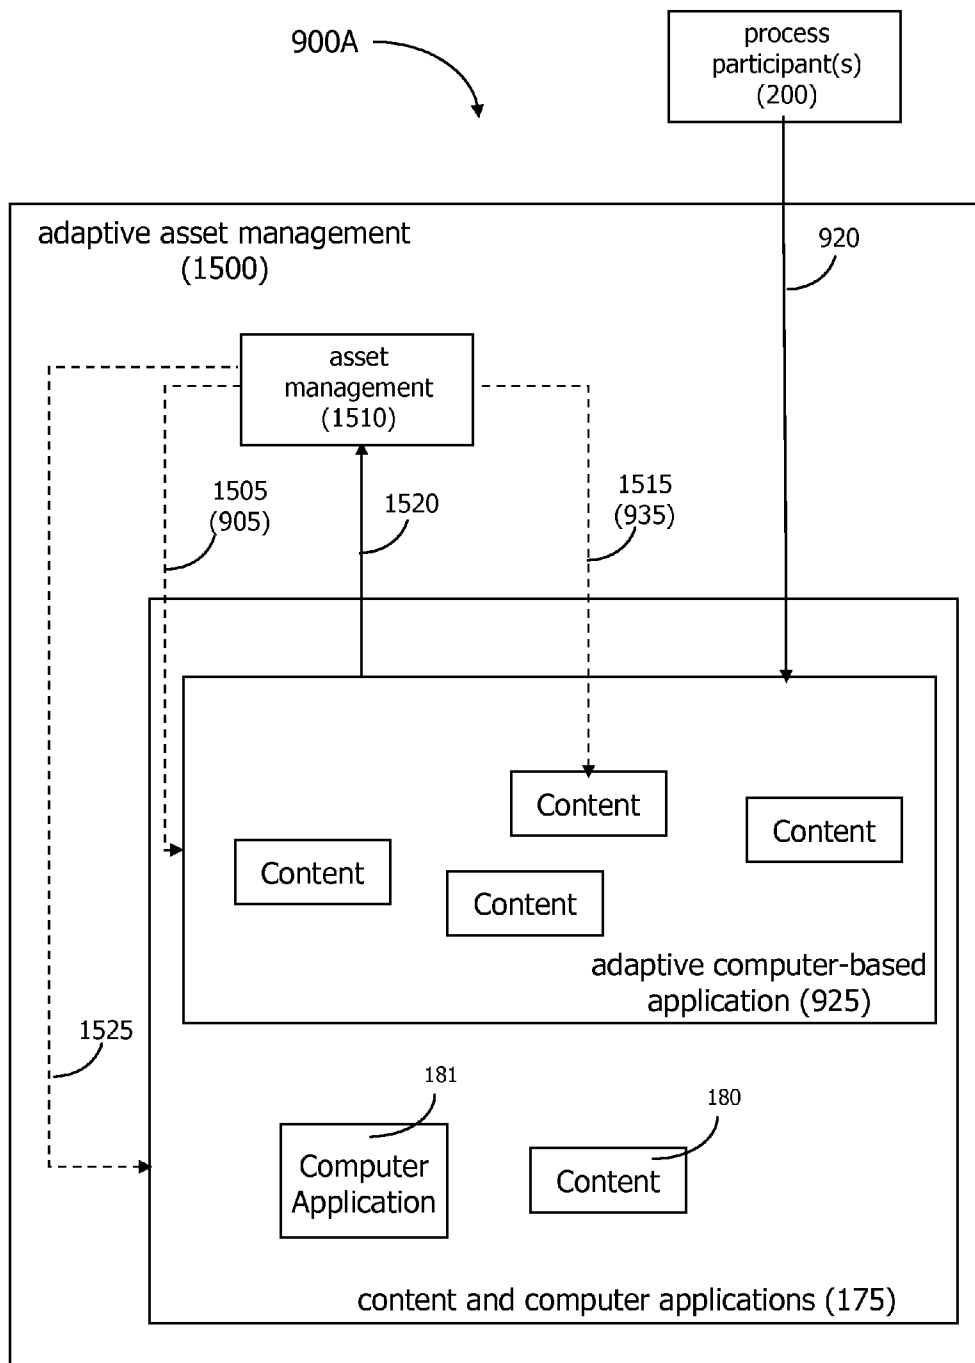 900A
process
participant(s)
(200)
adaptive asset management
(1500)
920
asset
management
(1510)
1505
(905)
1520
1515
(935)
Content
Content
Content
Content
adaptive computer-based
application (925)
1525
181
180
Computer
Application
Content
content and computer applications (175)